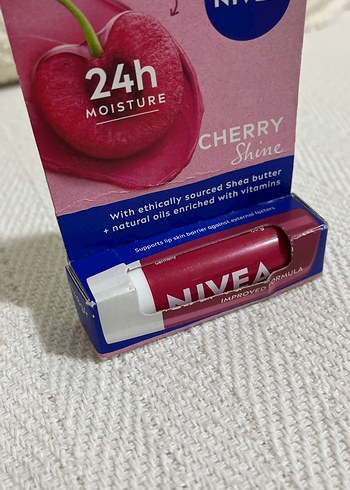 NIVEA
24h
MOISTURE
CHERRY
Shine
With ethically sourced Shea butter
+ natural oils enriched with vitamins
Supports lip skin barrier against external factors
NIVEA
IMPROVED FORMULA